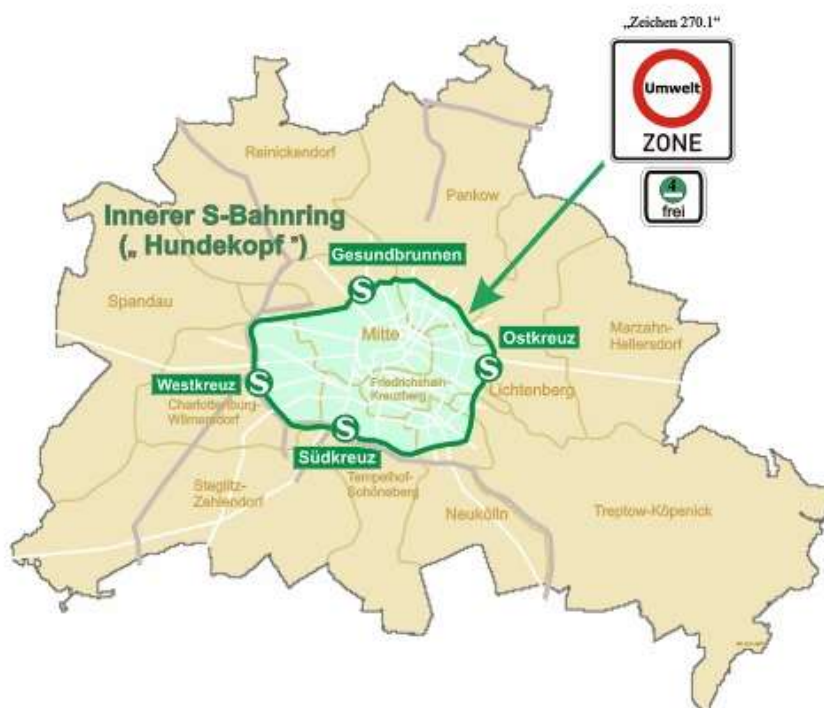 „Zeichen 270.1“
Umwelt
ZONE
4
frei
Reinickendorf
Pankow
Innerer S-Bahnring
(„ Hundekopf ”)
Gesundbrunnen
S
Spandau
Mitte
Ostkreuz
Marzahn-
Hellersdorf
S
Westkreuz
S
Friedrichshain-
Kreuzberg
Lichtenberg
Charlottenburg-
Wilmersdorf
S
Südkreuz
Steglitz-
Zehlendorf
Tempelhof-
Schöneberg
Neukölln
Treptow-Köpenick